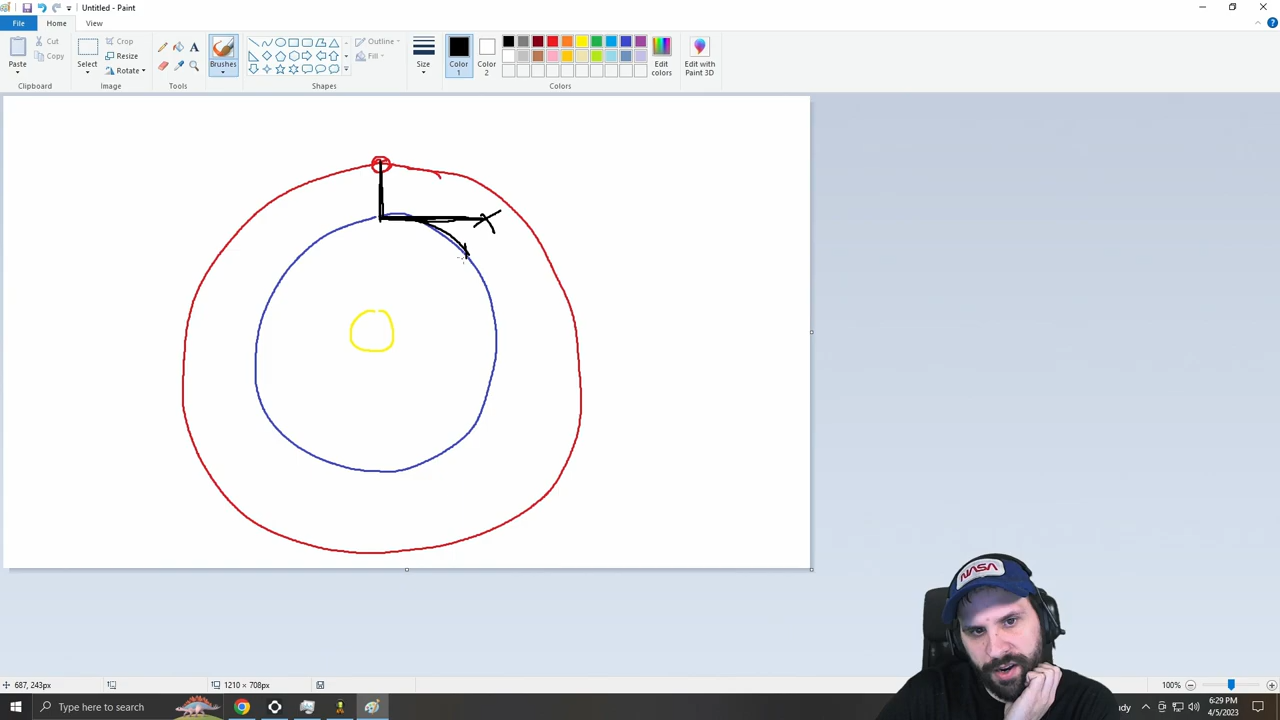 Untitled - Paint
File
Home
View
Paste
Cut
Copy
Clipboard
Select
Crop
Resize
Rotate
Image
A
Tools
Brushes
Outline
Fill
Shapes
Size
Color 1
Color 2
Edit colors
Colors
Edit with Paint 3D
NASA
687, 243px
1210 × 708px
100%
Type here to search
6:29 PM
4/5/2023